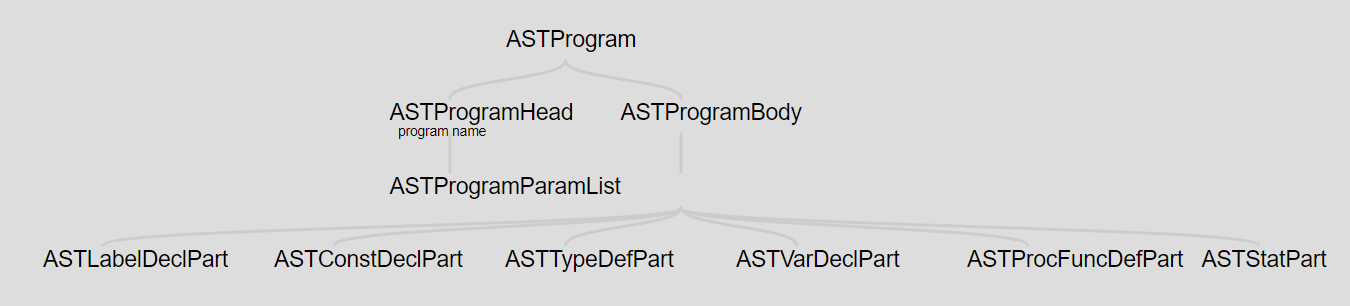 ASTProgram
ASTProgramHead ASTProgramBody
program name
ASTProgramParamList
ASTLabelDeclPart ASTConstDeclPart ASTTypeDefPart ASTVarDeclPart ASTProcFuncDefPart ASTStatPart